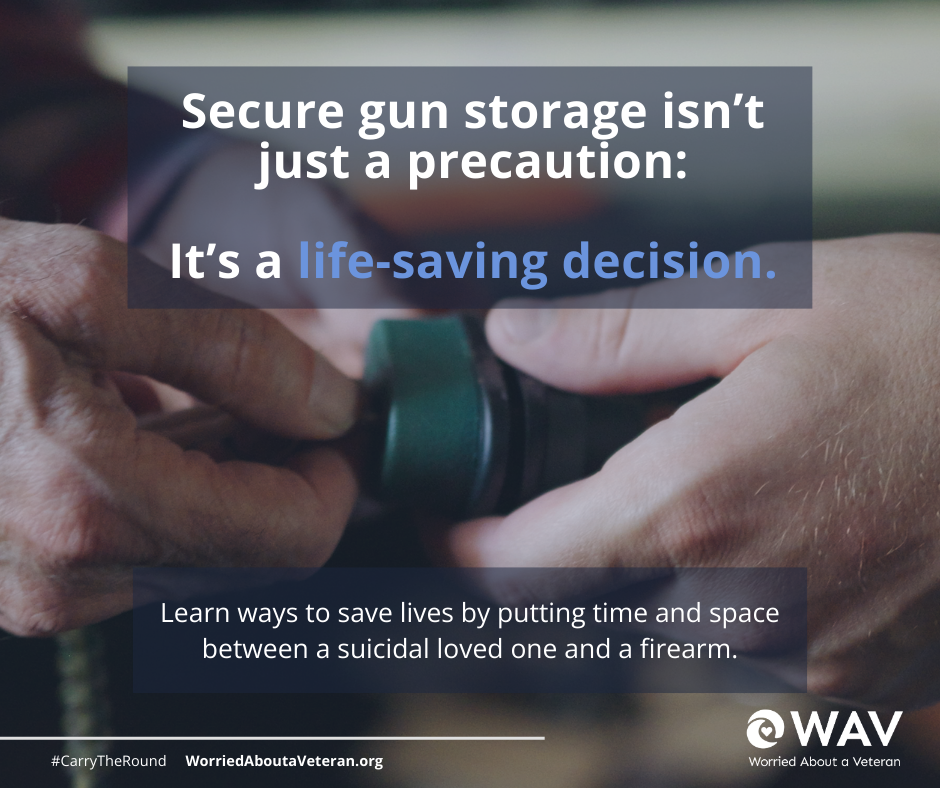 Secure gun storage isn’t
just a precaution:
It’s a life-saving decision.
Learn ways to save lives by putting time and space
between a suicidal loved one and a firearm.
WAV
Worried About a Veteran
#CarryTheRound WorriedAboutaVeteran.org